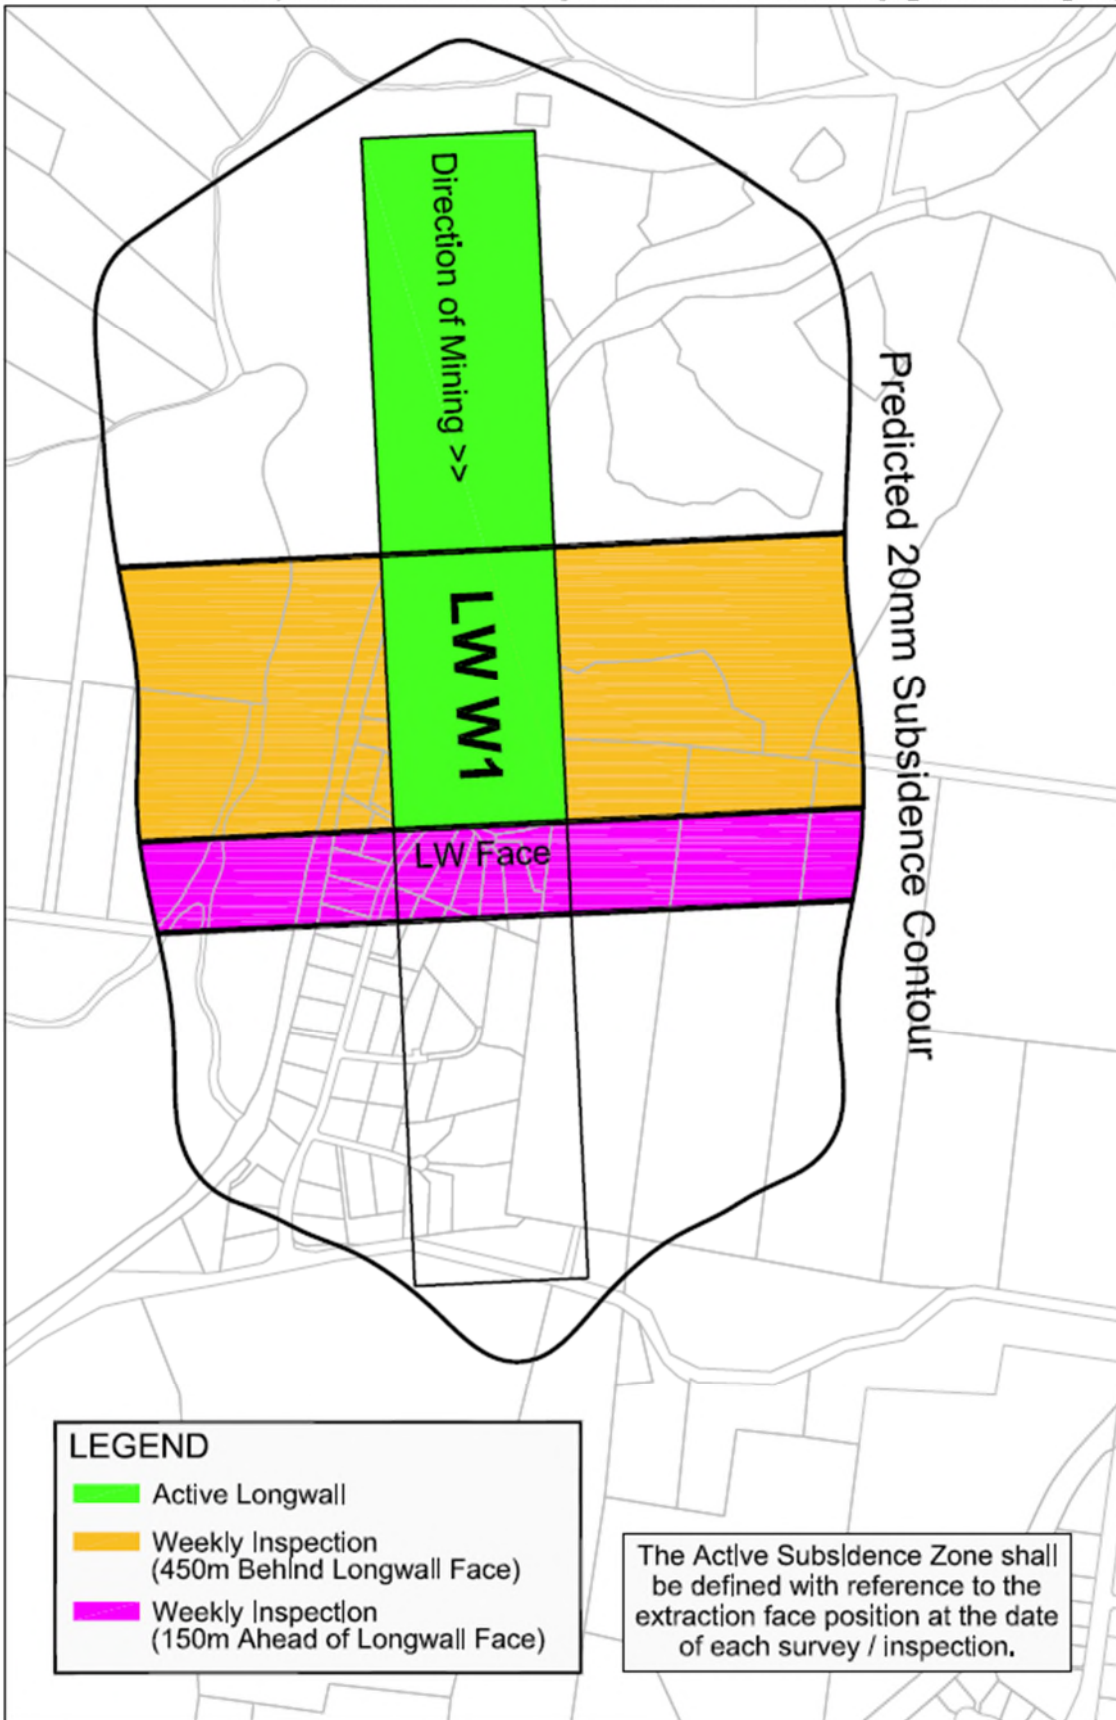 Direction of Mining >>
LW W1
LW Face
Predicted 20mm Subsidence Contour
LEGEND
Active Longwall
Weekly Inspection
(450m Behind Longwall Face)
Weekly Inspection
(150m Ahead of Longwall Face)
The Active Subsidence Zone shall
be defined with reference to the
extraction face position at the date
of each survey / inspection.